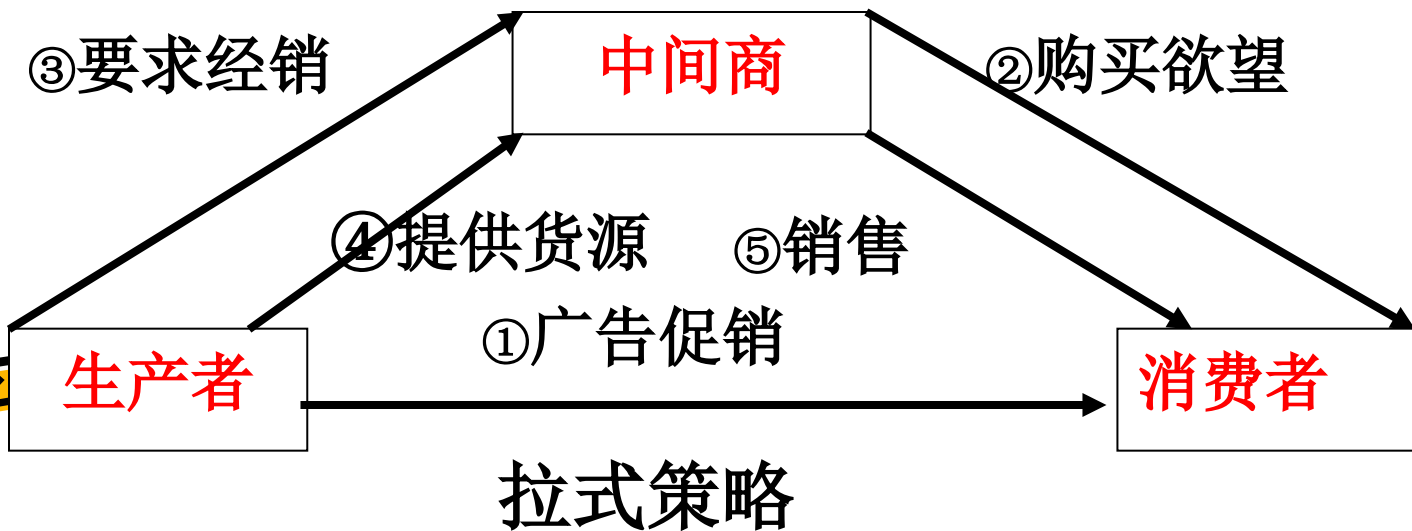 中间商
③要求经销
②购买欲望
④提供货源
⑤销售
①广告促销
生产者
消费者
拉式策略